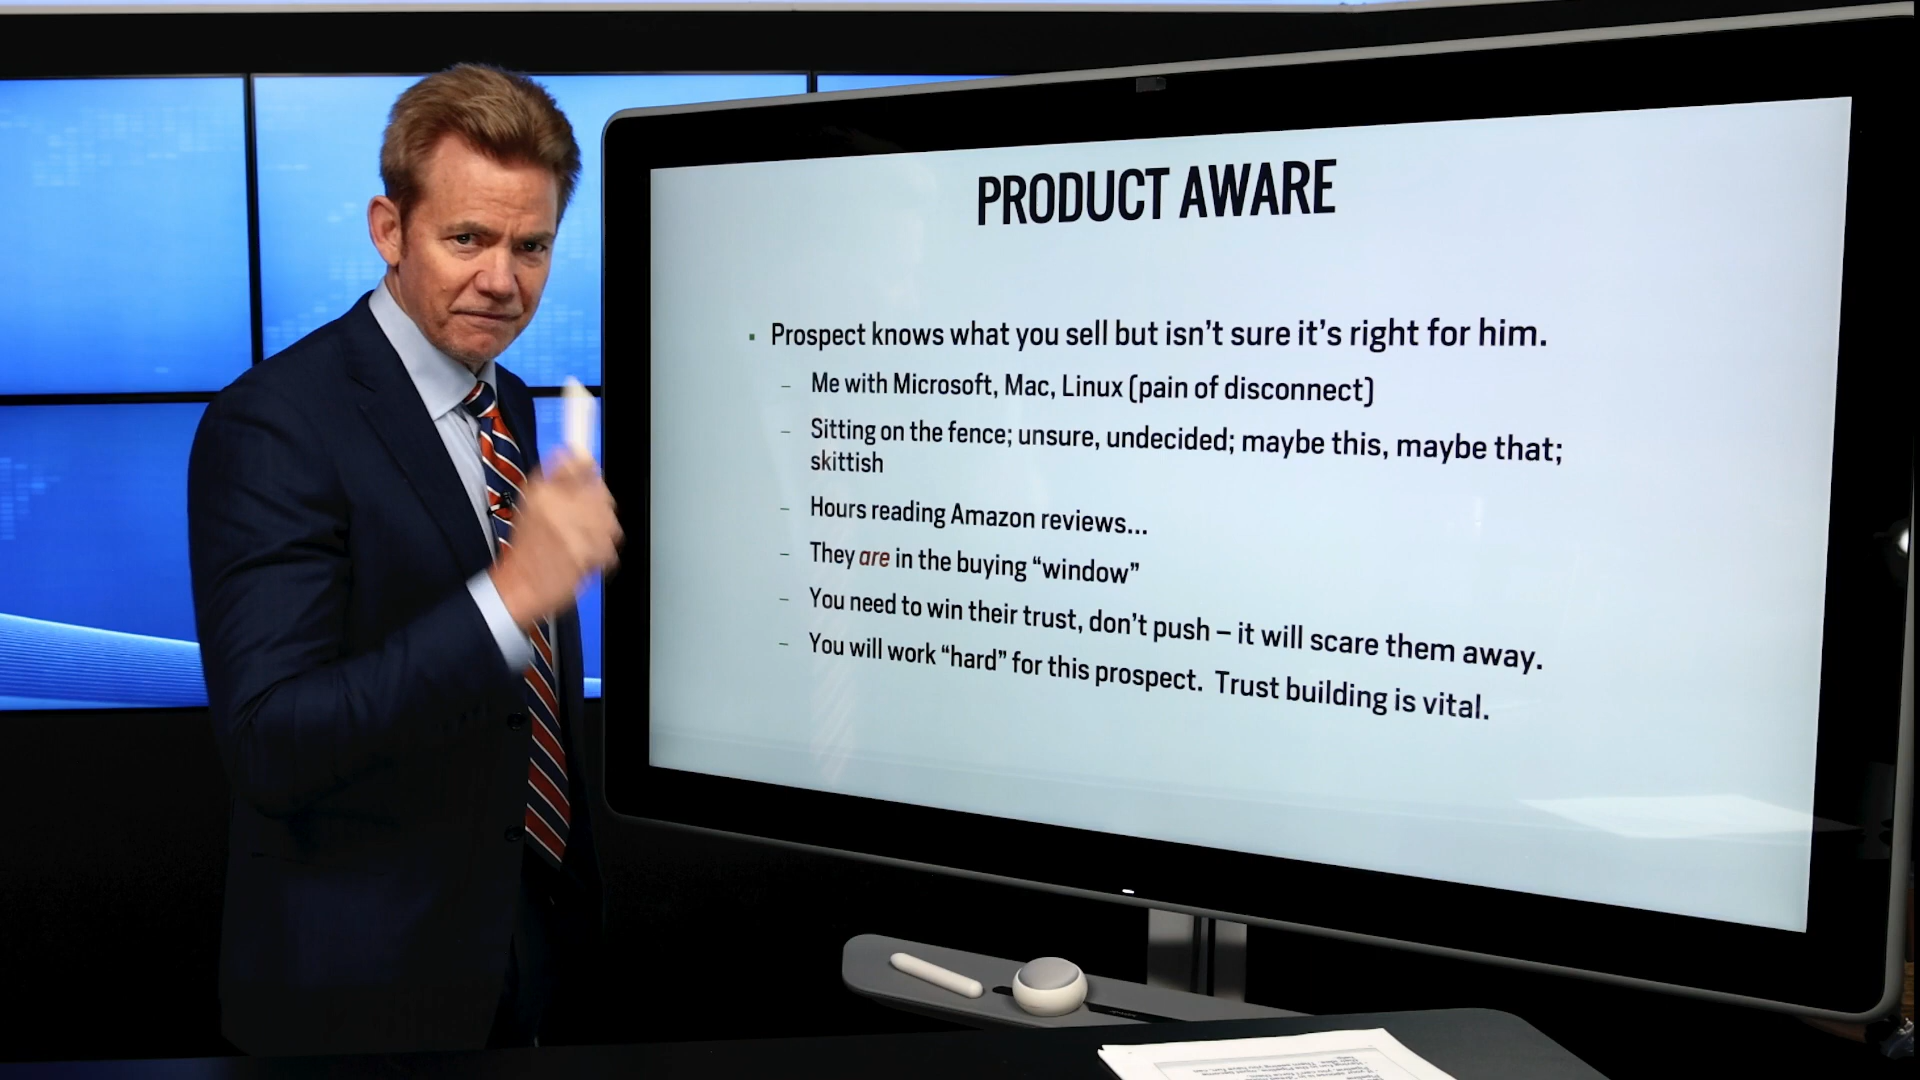 PRODUCT AWARE
▪ Prospect knows what you sell but isn't sure it's right for him.
– Me with Microsoft, Mac, Linux (pain of disconnect)
– Sitting on the fence; unsure, undecided; maybe this, maybe that;
skittish
– Hours reading Amazon reviews...
– They are in the buying “window”
– You need to win their trust, don't push – it will scare them away.
– You will work “hard” for this prospect. Trust building is vital.